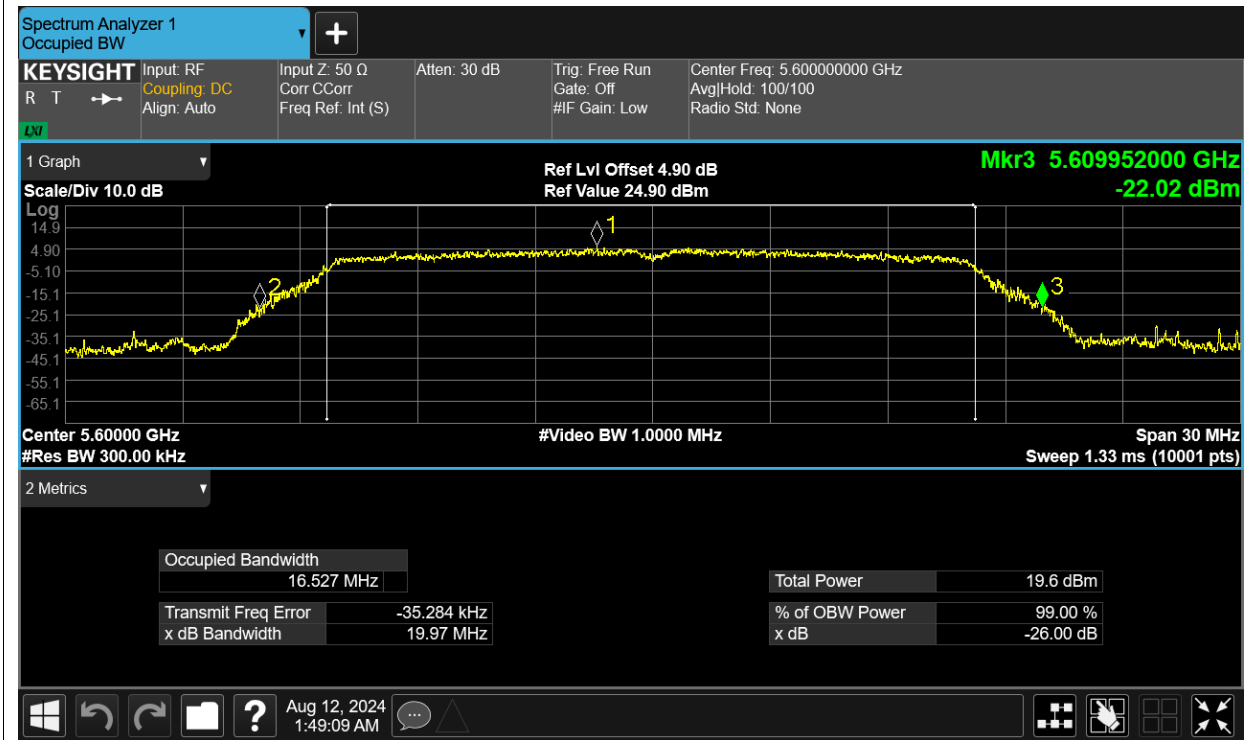 Spectrum Analyzer 1
Occupied BW
KEYSIGHT
R T
LXI
Input: RF
Coupling: DC
Align: Auto
Input Z: 50 Ω
Corr CCorr
Freq Ref: Int (S)
Atten: 30 dB
Trig: Free Run
Gate: Off
#IF Gain: Low
Center Freq: 5.600000000 GHz
Avg|Hold: 100/100
Radio Std: None
1 Graph
Scale/Div 10.0 dB
Ref Lvl Offset 4.90 dB
Ref Value 24.90 dBm
Mkr3 5.609952000 GHz
-22.02 dBm
Log
14.9
4.90
-5.10
-15.1
-25.1
-35.1
-45.1
-55.1
-65.1
1
2
3
Center 5.60000 GHz
#Video BW 1.0000 MHz
Span 30 MHz
#Res BW 300.00 kHz
Sweep 1.33 ms (10001 pts)
2 Metrics
Occupied Bandwidth
16.527 MHz
Transmit Freq Error -35.284 kHz
x dB Bandwidth 19.97 MHz
Total Power 19.6 dBm
% of OBW Power 99.00 %
x dB -26.00 dB
?
Aug 12, 2024
1:49:09 AM